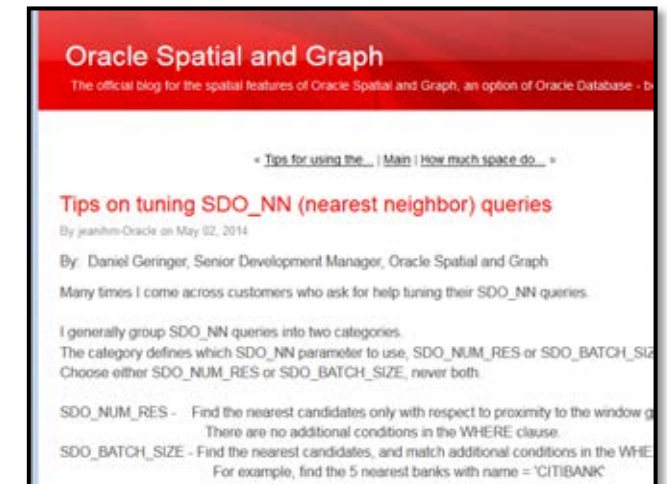 Oracle Spatial and Graph
The official blog for the spatial features of Oracle Spatial and Graph, an option of Oracle Database -
« Tips for using the... | Main | How much space do... »
Tips on tuning SDO_NN (nearest neighbor) queries
By jeanihm-Oracle on May 02, 2014
By: Daniel Geringer, Senior Development Manager, Oracle Spatial and Graph
Many times I come across customers who ask for help tuning their SDO_NN queries.
I generally group SDO_NN queries into two categories.
The category defines which SDO_NN parameter to use, SDO_NUM_RES or SDO_BATCH_SIZ
Choose either SDO_NUM_RES or SDO_BATCH_SIZE, never both.
SDO_NUM_RES - Find the nearest candidates only with respect to proximity to the window g
There are no additional conditions in the WHERE clause.
SDO_BATCH_SIZE - Find the nearest candidates, and match additional conditions in the WHE
For example, find the 5 nearest banks with name = 'CITIBANK'